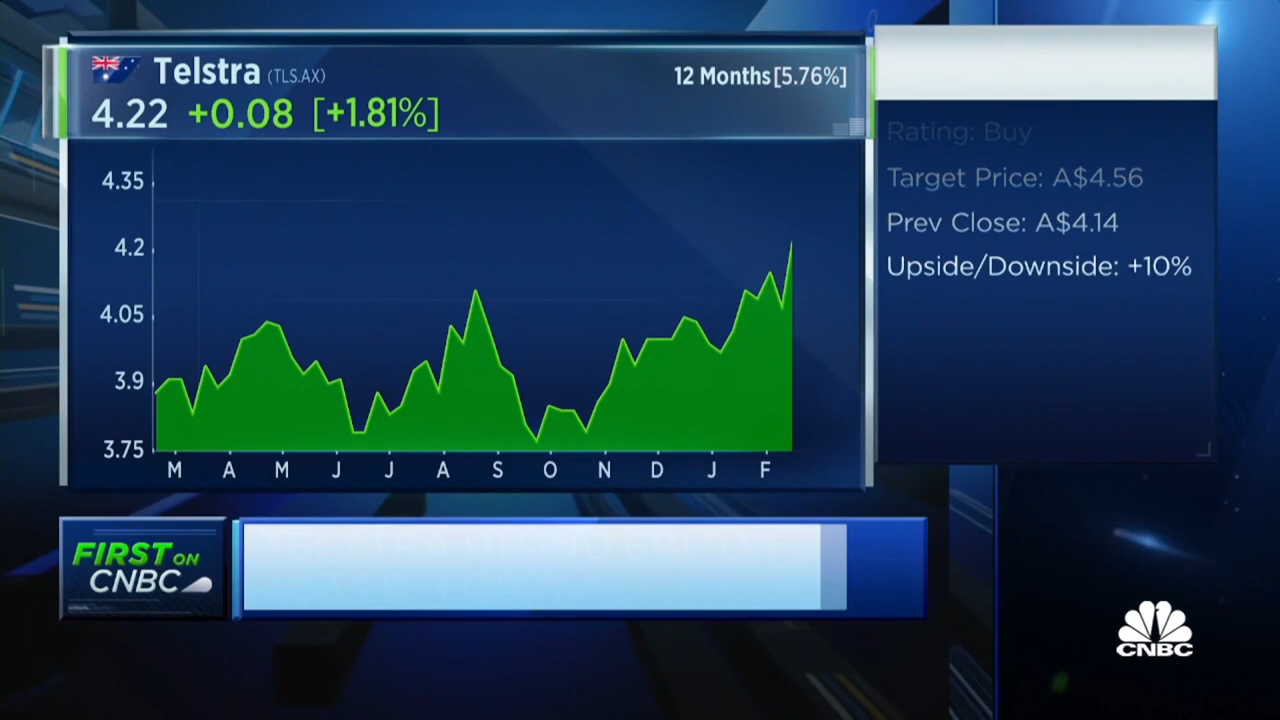 Telstra (TLS.AX)
12 Months[5.76%]
4.22 +0.08 [+1.81%]
4.35
4.2
4.05
3.9
3.75
M A M J J A S O N D J F
Rating: Buy
Target Price: A$4.56
Prev Close: A$4.14
Upside/Downside: +10%
FIRST ON
CNBC
CNBC